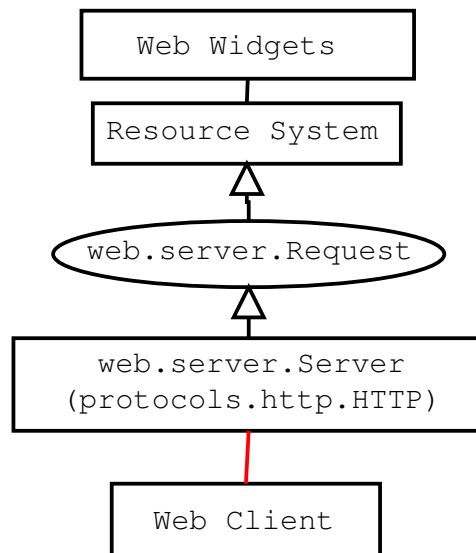 Web Widgets
Resource System
web.server.Request
web.server.Server
(protocols.http.HTTP)
Web Client